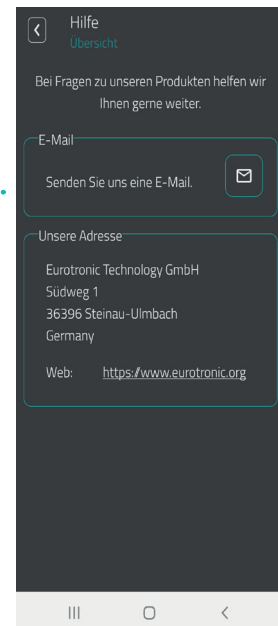 Hilfe
Übersicht
Bei Fragen zu unseren Produkten helfen wir
Ihnen gerne weiter.
E-Mail
Senden Sie uns eine E-Mail.
Unsere Adresse
Eurotronic Technology GmbH
Südweg 1
36396 Steinau-Ulmbach
Germany
Web: https://www.eurotronic.org